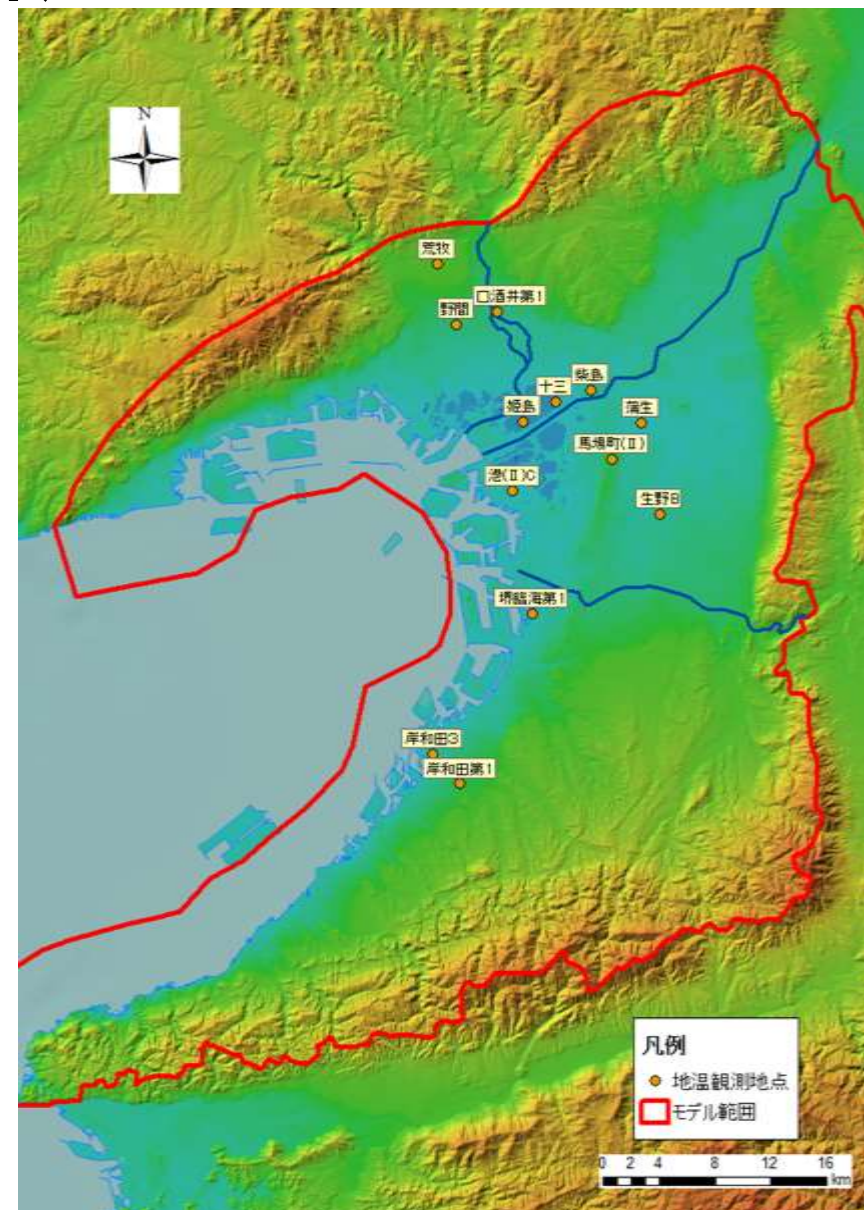 N
荒牧
口酒井第1
野間
柴島
十三
姫島
蒲生
馬場町(Ⅱ)
港(Ⅱ)C
生野B
堺臨海第1
岸和田3
岸和田第1
凡例
地温観測地点
モデル範囲
0 2 4 8 12 16
km